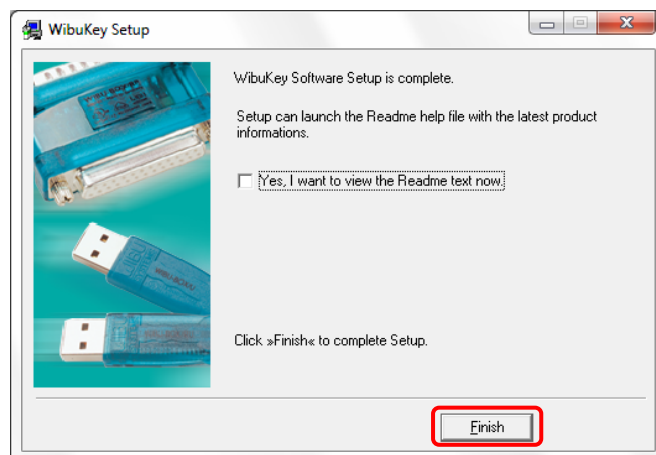 WibuKey Setup
WibuKey Software Setup is complete.
Setup can launch the Readme help file with the latest product
informations.
Yes, I want to view the Readme text now.
Click »Finish« to complete Setup.
Finish